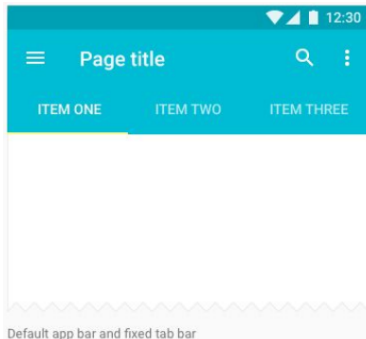 12:30
Page title
ITEM ONE ITEM TWO ITEM THREE
Default app bar and fixed tab bar